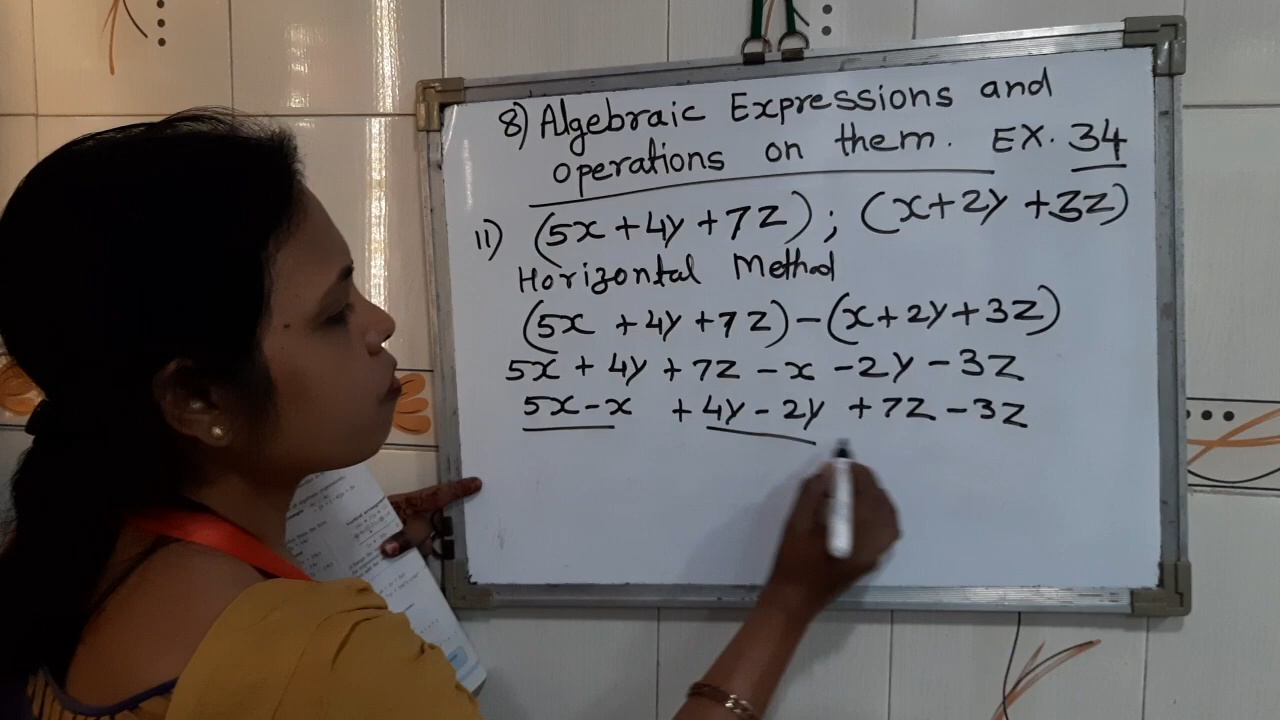 8) Algebraic Expressions and
operations on them. EX. 34
11) (5x + 4y + 7z) ; (x + 2y + 3z)
Horizontal Method
(5x + 4y + 7z) - (x + 2y + 3z)
5x + 4y + 7z - x - 2y - 3z
5x - x + 4y - 2y + 7z - 3z